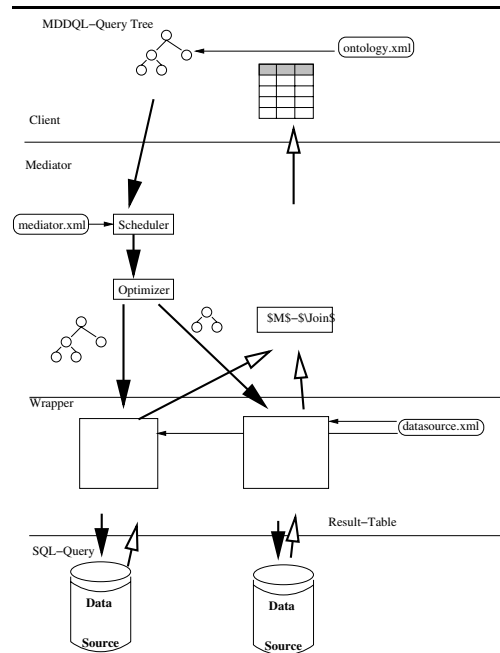 MDDQL−Query Tree
ontology.xml
Client
Mediator
mediator.xml
Scheduler
Optimizer
$M$−$\Join$
Wrapper
datasource.xml
Result−Table
SQL−Query
Data
Source
Data
Source